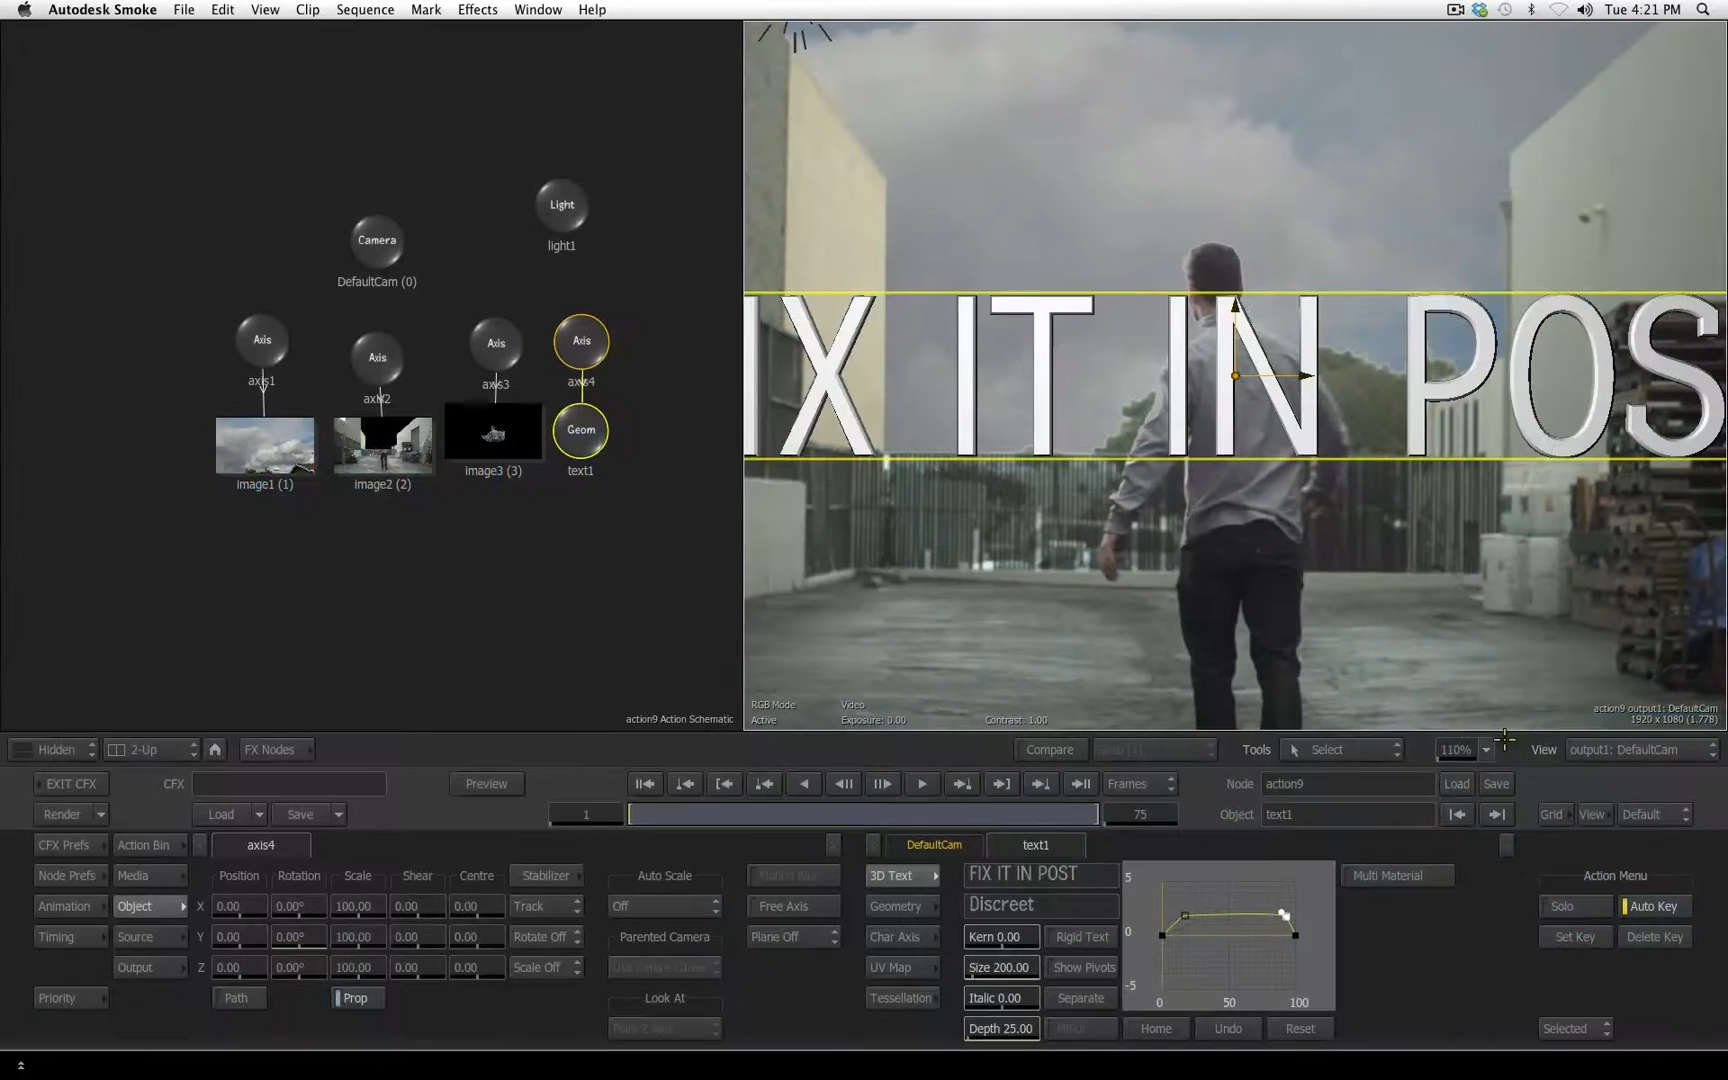 Autodesk Smoke File Edit View Clip Sequence Mark Effects Window Help Tue 4:21 PM
Light
light1
Camera
DefaultCam (0)
Axis Axis Axis Axis
axis1 axis2 axis3 axis4
Geom
image1 (1) image2 (2) image3 (3) text1
IX IT IN POS
RGB Mode Video
Active Exposure: 0.00 Contrast: 1.00
action9 output1: DefaultCam
1920 x 1080 (1.778)
action9 Action Schematic
Hidden 2-Up FX Nodes Compare Tools Select 110% View output1: DefaultCam
EXIT CFX CFX Preview Frames Node action9 Load Save
Render Load Save 1 75 Object text1 Grid View Default
CFX Prefs Action Bin axis4 DefaultCam text1
Node Prefs Media Position Rotation Scale Shear Centre Stabilizer Auto Scale Motion Blur 3D Text FIX IT IN POST 5 Multi Material Action Menu
Animation Object X 0.00 0.00° 100.00 0.00 0.00 Track Off Free Axis Geometry Discreet Solo Auto Key
Timing Source Y 0.00 0.00° 100.00 0.00 0.00 Rotate Off Parented Camera Plane Off Char Axis Kern 0.00 Rigid Text 0 Set Key Delete Key
Output Z 0.00 0.00° 100.00 0.00 0.00 Scale Off UV Map Size 200.00 Show Pivots
Priority Path Prop Look At Tessellation Italic 0.00 Separate -5 0 50 100
Depth 25.00 Home Undo Reset Selected